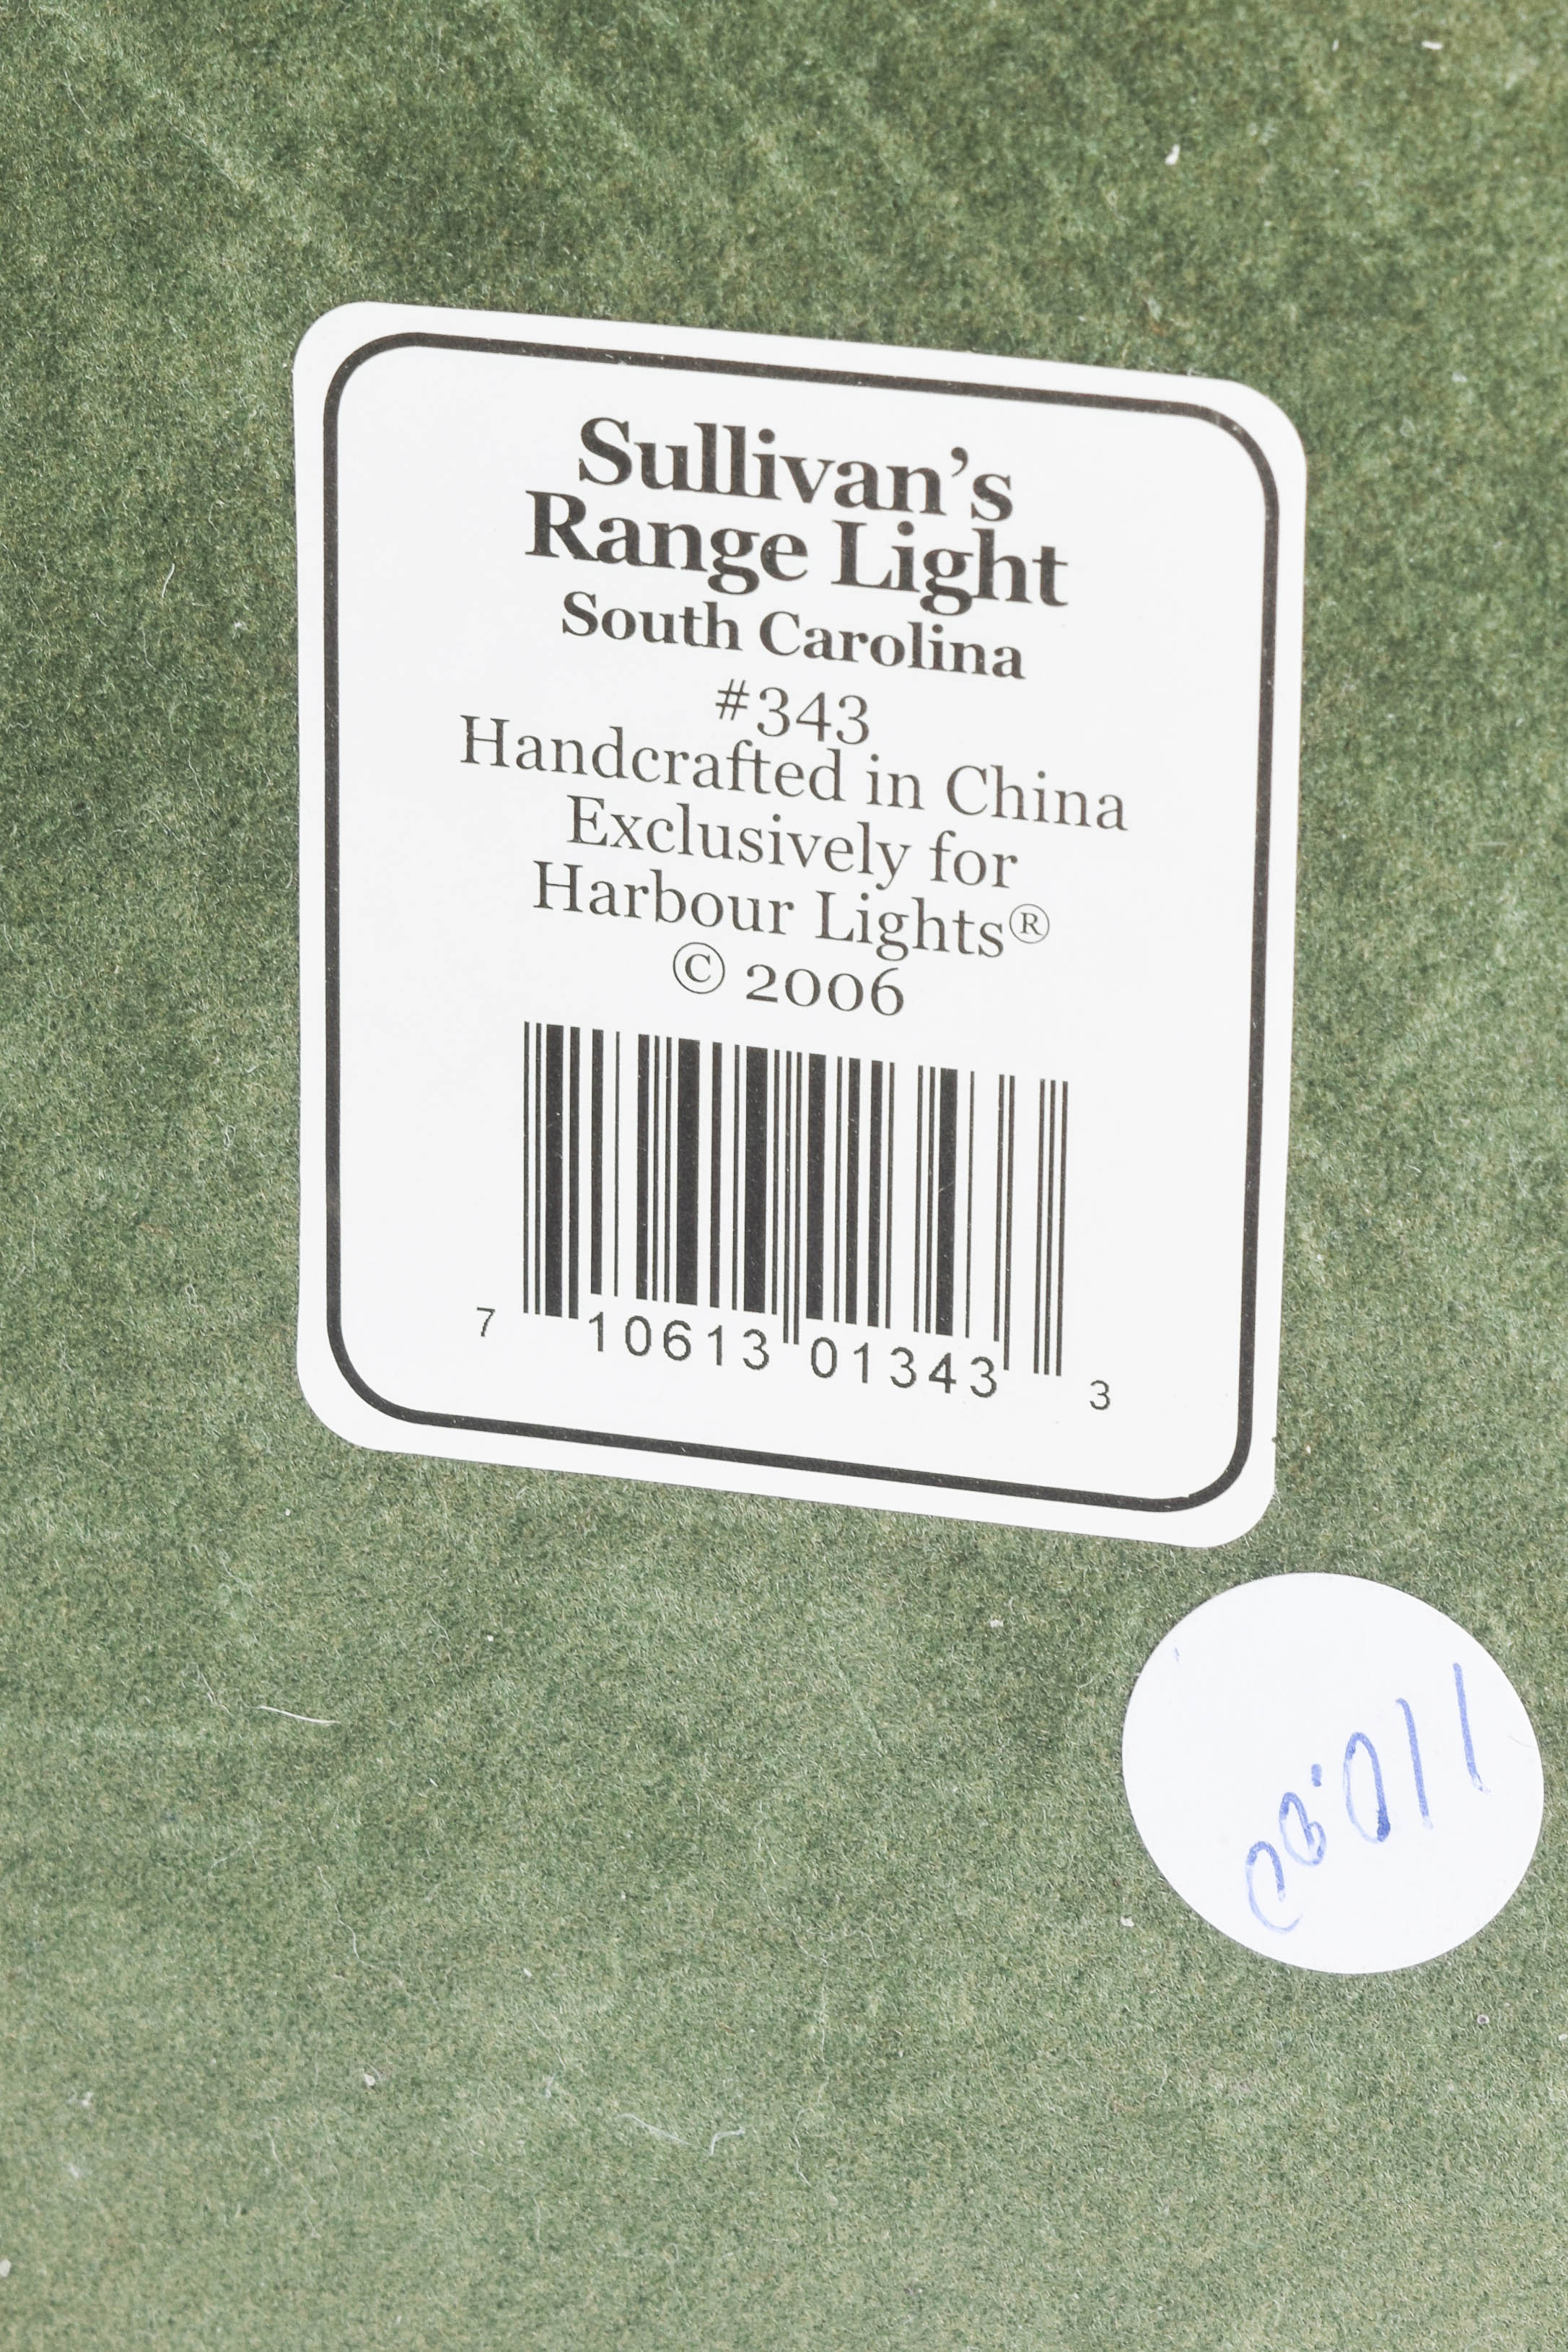 Sullivan's
Range Light
South Carolina
#343
Handcrafted in China
Exclusively for
Harbour Lights®
© 2006
7 10613 01343 3
110.00